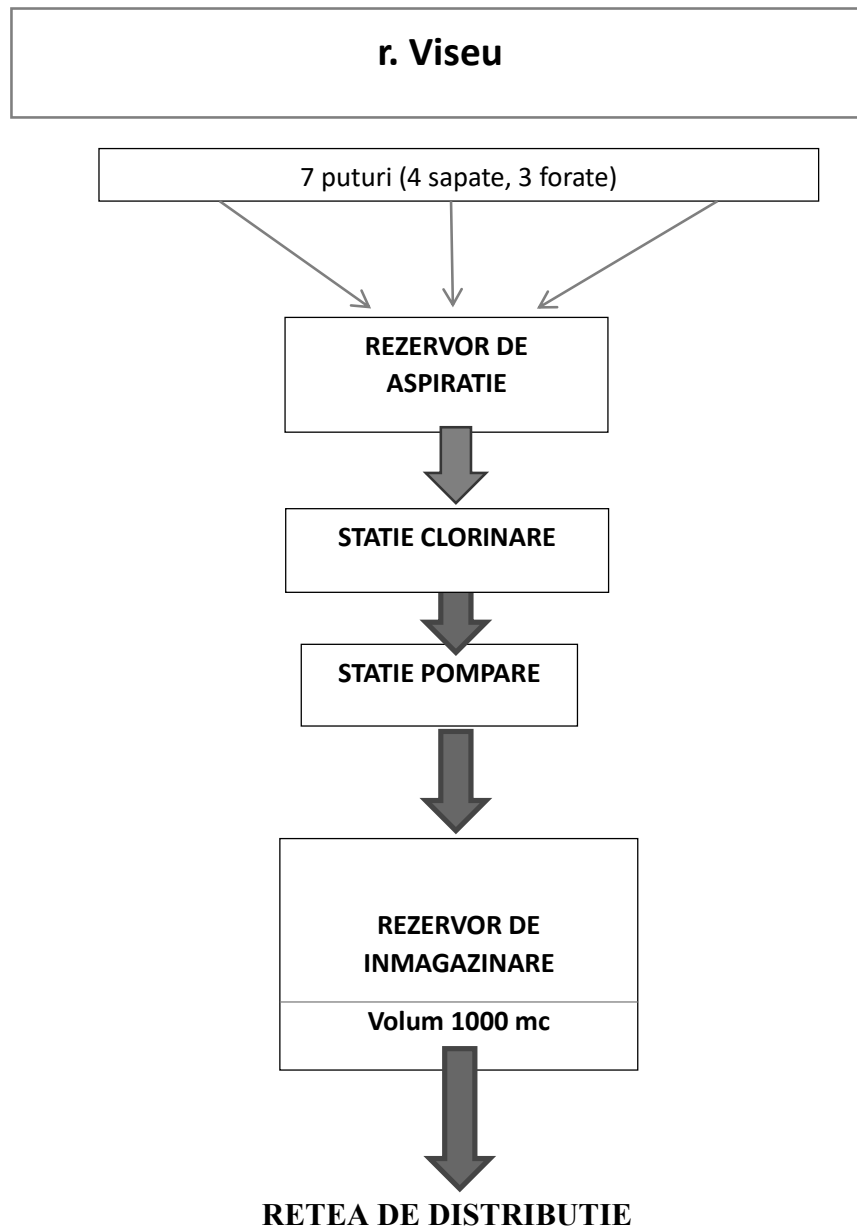 r. Viseu
7 puturi (4 sapate, 3 forate)
REZERVOR DE
ASPIRATIE
STATIE CLORINARE
STATIE POMPARE
REZERVOR DE
INMAGAZINARE
Volum 1000 mc
RETEA DE DISTRIBUTIE